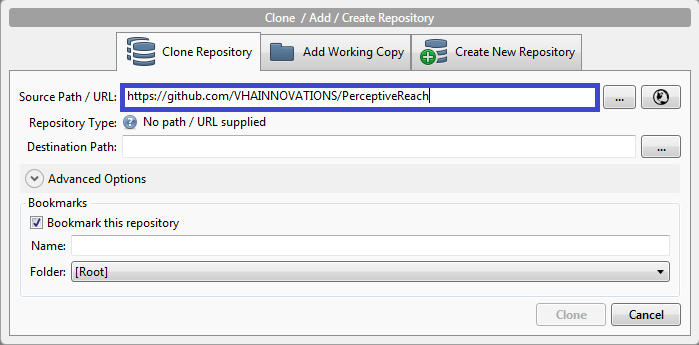 Clone / Add / Create Repository
Clone Repository
Add Working Copy
Create New Repository
Source Path / URL: https://github.com/VHAINNOVATIONS/PerceptiveReach ...
Repository Type: ? No path / URL supplied
Destination Path: ...
Advanced Options
Bookmarks
Bookmark this repository
Name:
Folder: [Root]
Clone Cancel